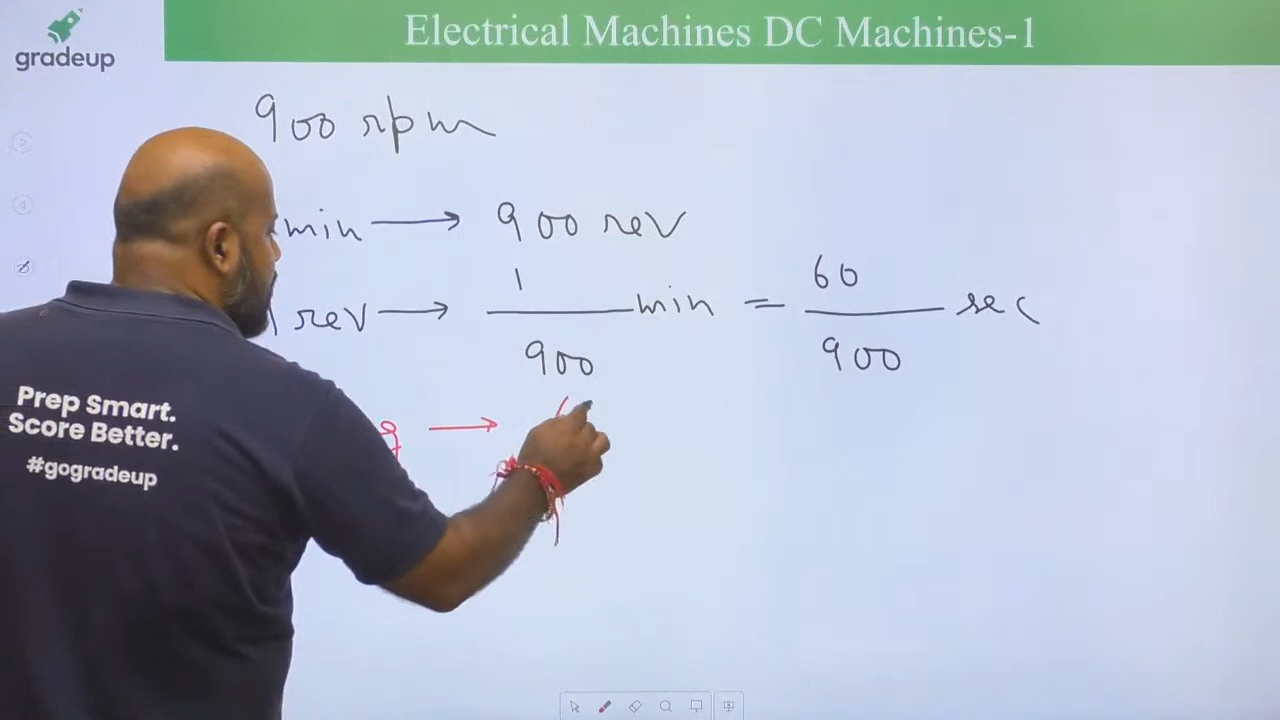 gradeup
Electrical Machines DC Machines-1
900 rpm
min → 900 rev
1 rev → 1/900 min = 60/900 sec
→
Prep Smart.
Score Better.
#gogradeup